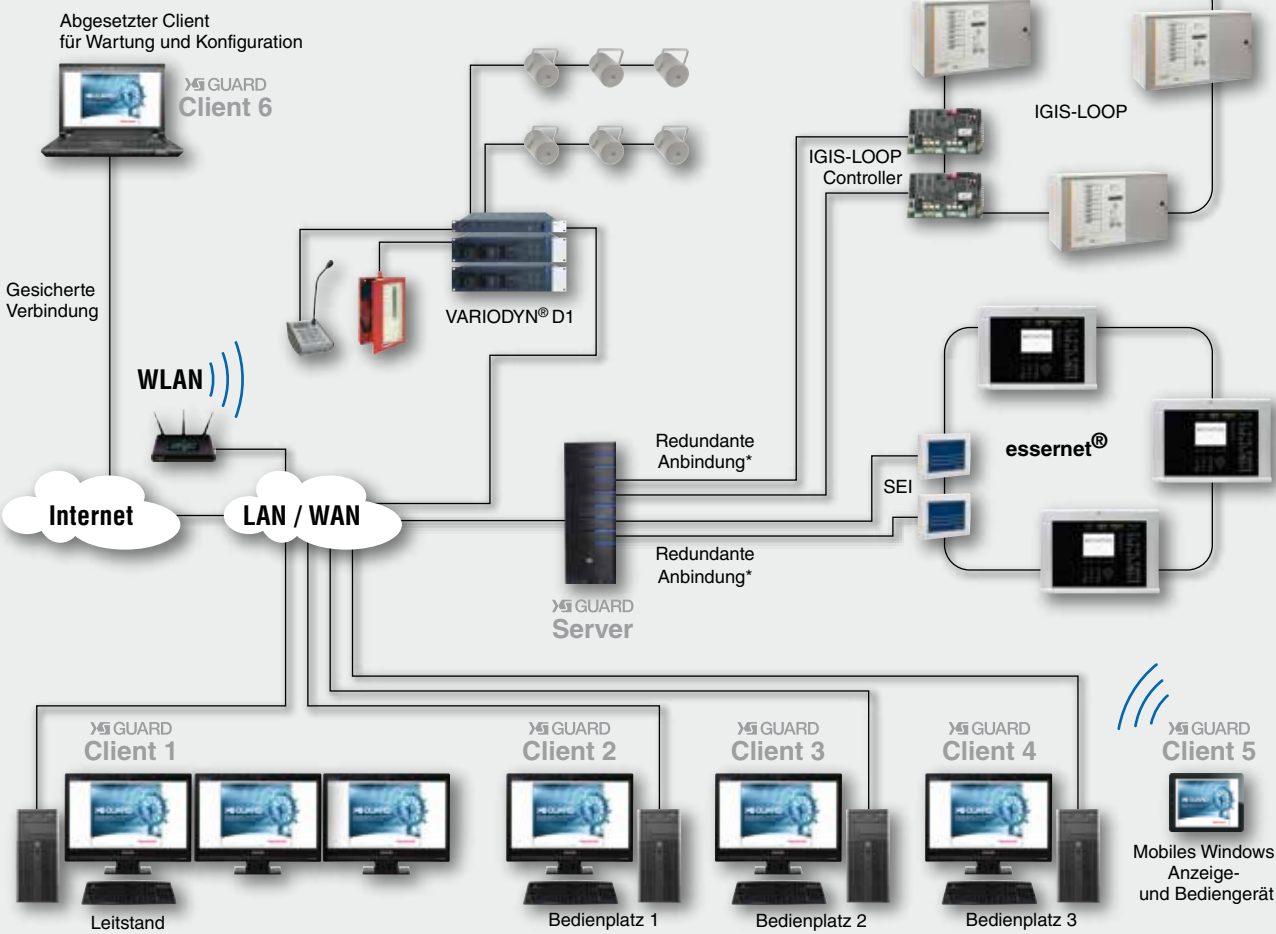 Abgesetzter Client
für Wartung und Konfiguration
GUARD
Client 6
Gesicherte
Verbindung
WLAN
Internet
LAN / WAN
VARIODYN® D1
IGIS-LOOP
IGIS-LOOP
Controller
Redundante
Anbindung*
SEI
essernet®
Redundante
Anbindung*
GUARD
Server
GUARD
Client 1
Leitstand
GUARD
Client 2
Bedienplatz 1
GUARD
Client 3
Bedienplatz 2
GUARD
Client 4
Bedienplatz 3
GUARD
Client 5
Mobiles Windows
Anzeige-
und Bediengerät